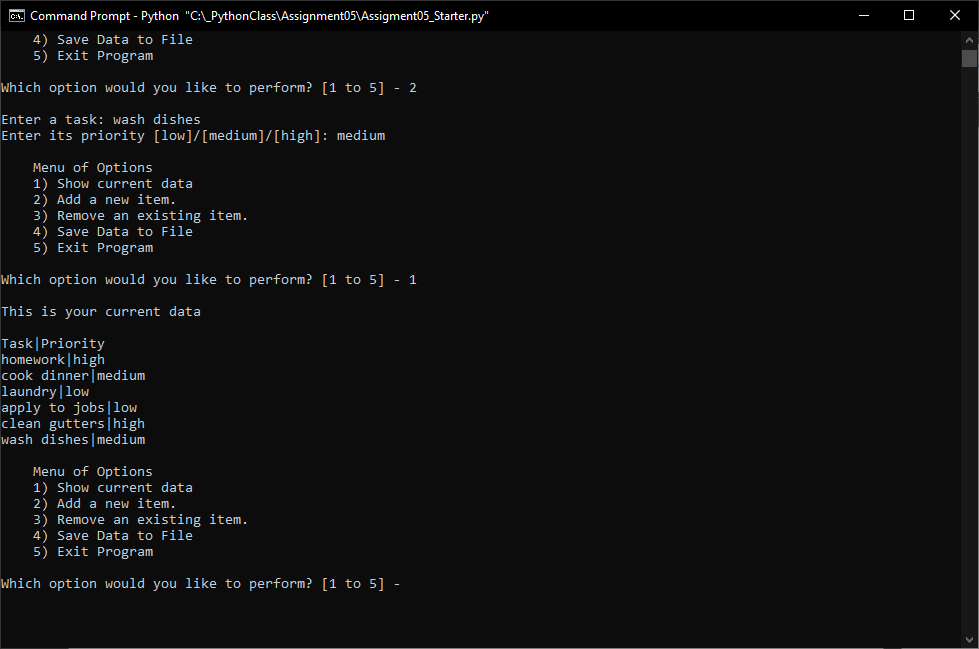 Command Prompt - Python "C:\_PythonClass\Assignment05\Assigment05_Starter.py"
4) Save Data to File
5) Exit Program
Which option would you like to perform? [1 to 5] - 2
Enter a task: wash dishes
Enter its priority [low]/[medium]/[high]: medium
Menu of Options
1) Show current data
2) Add a new item.
3) Remove an existing item.
4) Save Data to File
5) Exit Program
Which option would you like to perform? [1 to 5] - 1
This is your current data
Task|Priority
homework|high
cook dinner|medium
laundry|low
apply to jobs|low
clean gutters|high
wash dishes|medium
Menu of Options
1) Show current data
2) Add a new item.
3) Remove an existing item.
4) Save Data to File
5) Exit Program
Which option would you like to perform? [1 to 5] -